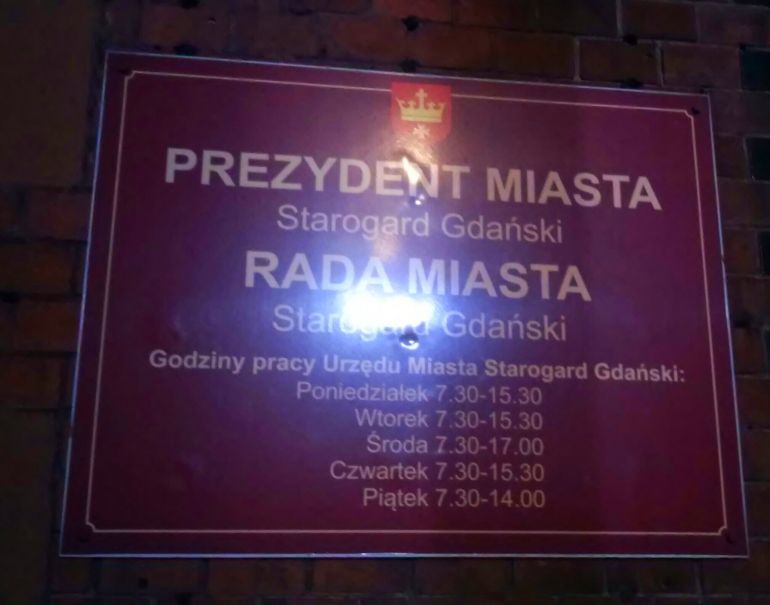 PREZYDENT MIASTA
Starogard Gdański
RADA MIASTA
Starogard Gdański
Godziny pracy Urzędu Miasta Starogard Gdański:
Poniedziałek 7.30-15.30
Wtorek 7.30-15.30
Środa 7.30-17.00
Czwartek 7.30-15.30
Piątek 7.30-14.00